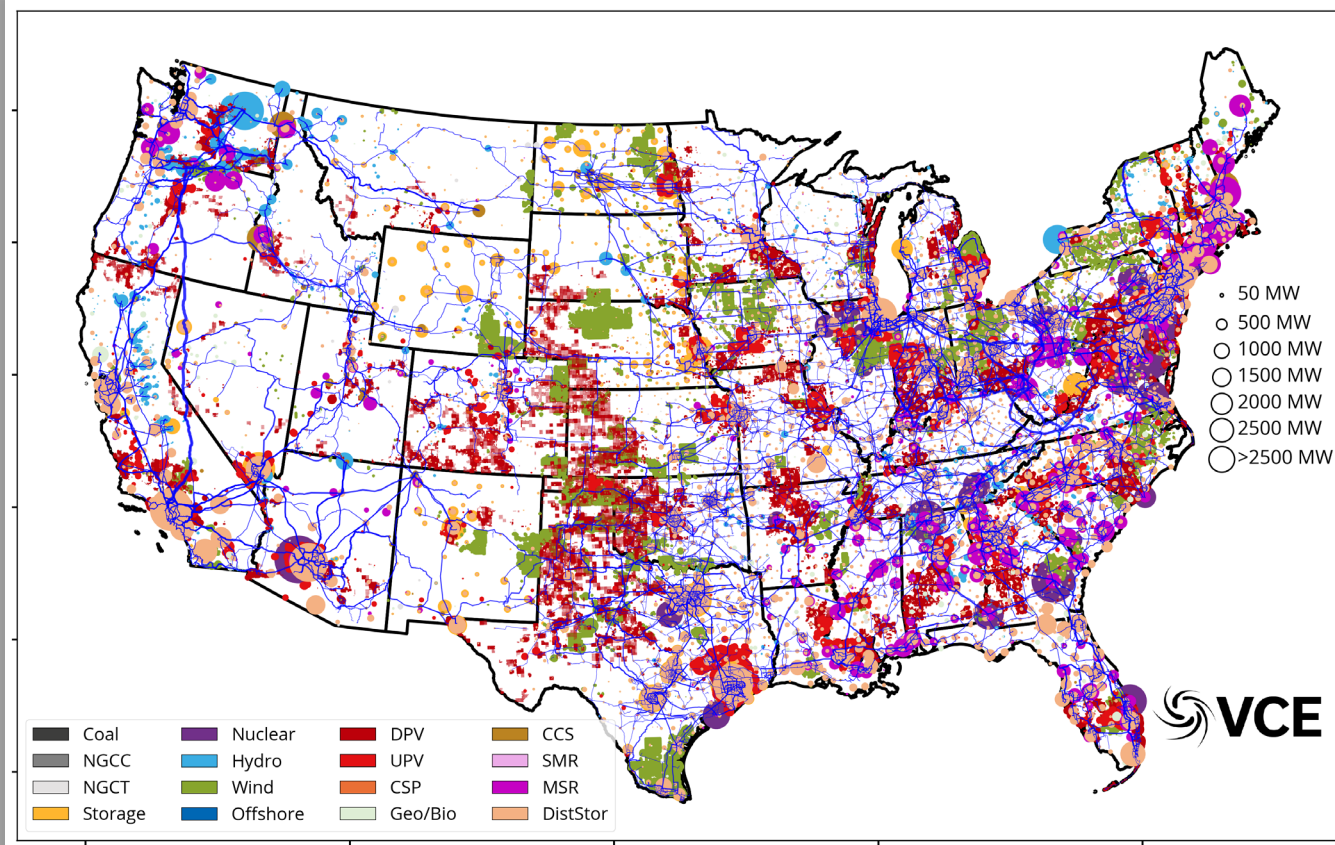 50 MW
500 MW
1000 MW
1500 MW
2000 MW
2500 MW
>2500 MW
VCE
Coal Nuclear DPV CCS
NGCC Hydro UPV SMR
NGCT Wind CSP MSR
Storage Offshore Geo/Bio DistStor